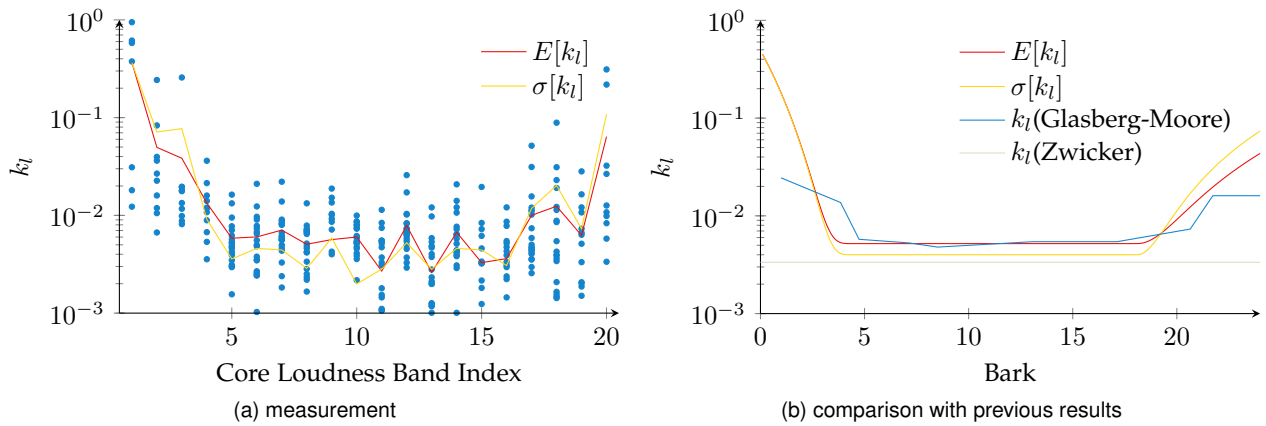 10^0
10^{-1}
10^{-2}
10^{-3}
k_l
E[k_l]
σ[k_l]
5 10 15 20
Core Loudness Band Index
(a) measurement
10^0
10^{-1}
10^{-2}
10^{-3}
k_l
E[k_l]
σ[k_l]
k_l(Glasberg-Moore)
k_l(Zwicker)
0 5 10 15 20
Bark
(b) comparison with previous results